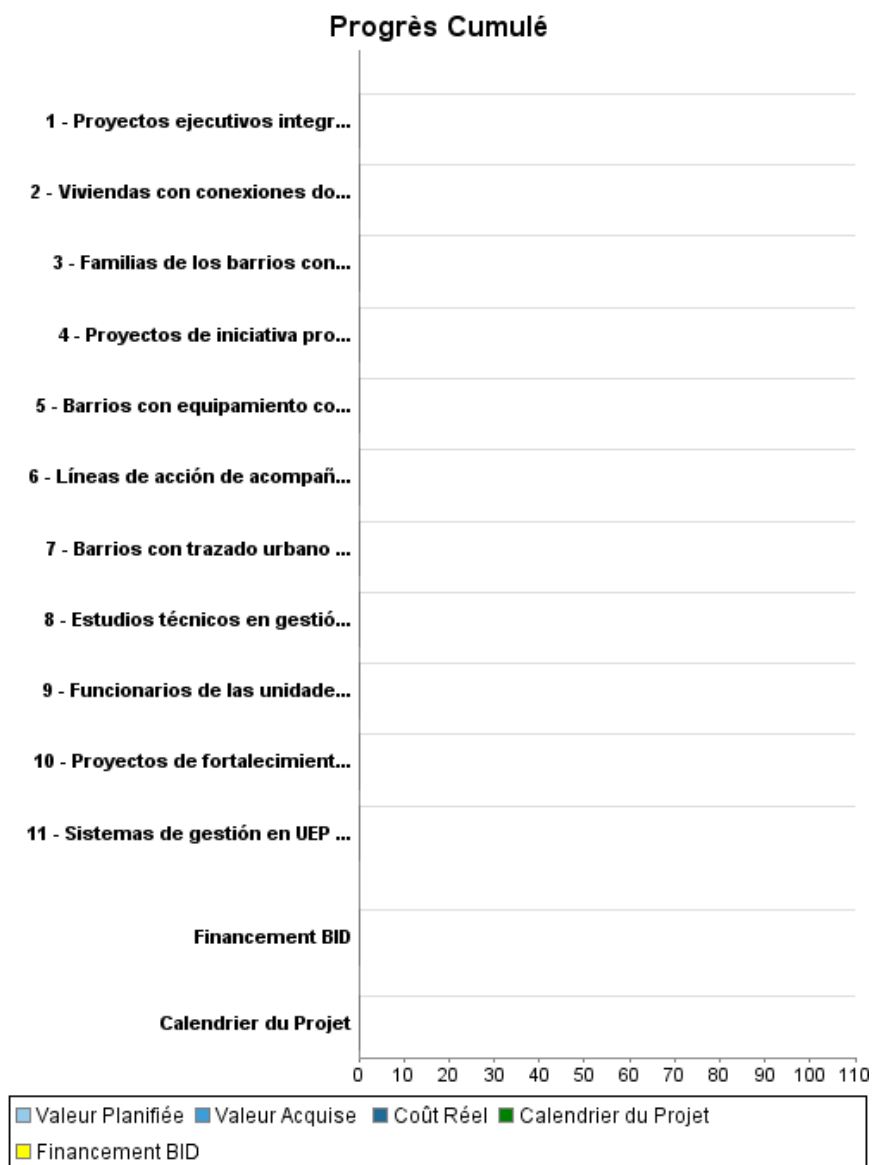 Progrès Cumulé
1 - Proyectos ejecutivos integr...
2 - Viviendas con conexiones do...
3 - Familias de los barrios con...
4 - Proyectos de iniciativa pro...
5 - Barrios con equipamiento co...
6 - Líneas de acción de acompañ...
7 - Barrios con trazado urbano ...
8 - Estudios técnicos en gestió...
9 - Funcionarios de las unidade...
10 - Proyectos de fortalecimient...
11 - Sistemas de gestión en UEP ...
Financement BID
Calendrier du Projet
0 10 20 30 40 50 60 70 80 90 100 110
Valeur Planifiée Valeur Acquise Coût Réel Calendrier du Projet
Financement BID